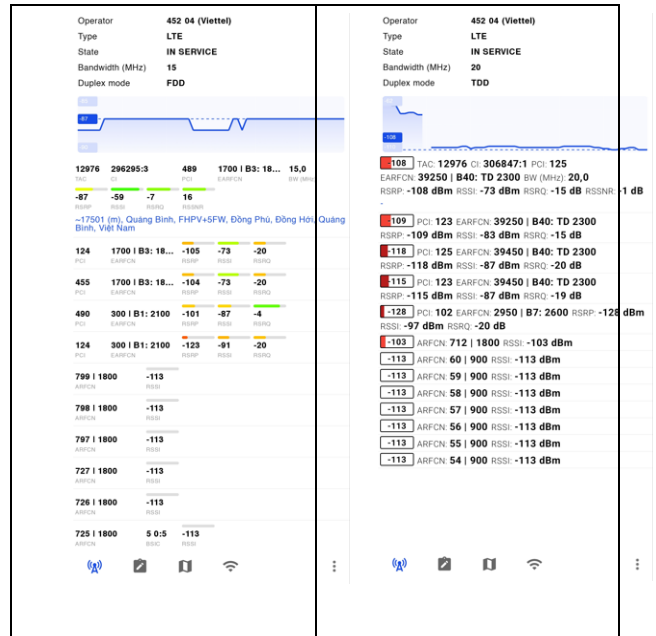 Operator 452 04 (Viettel)
Type LTE
State IN SERVICE
Bandwidth (MHz) 15
Duplex mode FDD
-87
12976 296295:3 489 1700 | B3: 18... 15,0
TAC CI PCI EARFCN BW (MHz)
-87 -59 -7 16
RSRP RSSI RSRQ RSSNR
~17501 (m), Quảng Bình, FHPV+5FW, Đồng Phú, Đồng Hới, Quảng
Bình, Việt Nam
124 1700 | B3: 18... -105 -73 -20
PCI EARFCN RSRP RSSI RSRQ
455 1700 | B3: 18... -104 -73 -20
PCI EARFCN RSRP RSSI RSRQ
490 300 | B1: 2100 -101 -87 -4
PCI EARFCN RSRP RSSI RSRQ
124 300 | B1: 2100 -123 -91 -20
PCI EARFCN RSRP RSSI RSRQ
799 | 1800 -113
ARFCN RSSI
798 | 1800 -113
ARFCN RSSI
797 | 1800 -113
ARFCN RSSI
727 | 1800 -113
ARFCN RSSI
726 | 1800 -113
ARFCN RSSI
725 | 1800 5 0:5 -113
ARFCN BSIC RSSI
Operator 452 04 (Viettel)
Type LTE
State IN SERVICE
Bandwidth (MHz) 20
Duplex mode TDD
-108
-108 TAC: 12976 CI: 306847:1 PCI: 125
EARFCN: 39250 | B40: TD 2300 BW (MHz): 20,0
RSRP: -108 dBm RSSI: -73 dBm RSRQ: -15 dB RSSNR: -1 dB
-
-109 PCI: 123 EARFCN: 39250 | B40: TD 2300
RSRP: -109 dBm RSSI: -83 dBm RSRQ: -15 dB
-118 PCI: 125 EARFCN: 39450 | B40: TD 2300
RSRP: -118 dBm RSSI: -87 dBm RSRQ: -20 dB
-115 PCI: 123 EARFCN: 39450 | B40: TD 2300
RSRP: -115 dBm RSSI: -87 dBm RSRQ: -19 dB
-128 PCI: 102 EARFCN: 2950 | B7: 2600 RSRP: -128 dBm
RSSI: -97 dBm RSRQ: -20 dB
-103 ARFCN: 712 | 1800 RSSI: -103 dBm
-113 ARFCN: 60 | 900 RSSI: -113 dBm
-113 ARFCN: 59 | 900 RSSI: -113 dBm
-113 ARFCN: 58 | 900 RSSI: -113 dBm
-113 ARFCN: 57 | 900 RSSI: -113 dBm
-113 ARFCN: 56 | 900 RSSI: -113 dBm
-113 ARFCN: 55 | 900 RSSI: -113 dBm
-113 ARFCN: 54 | 900 RSSI: -113 dBm